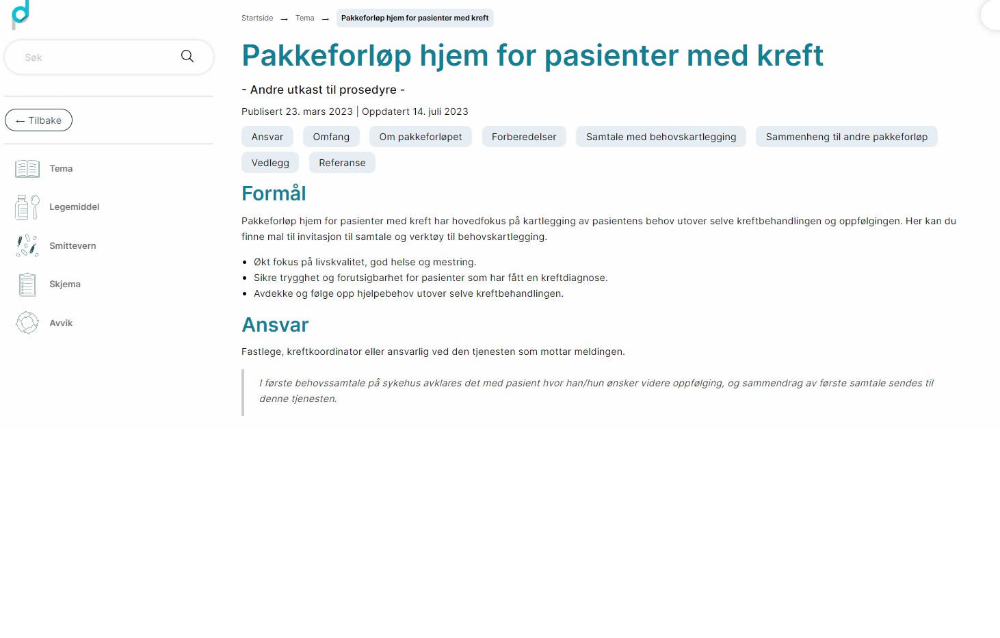 Startside → Tema → Pakkeforløp hjem for pasienter med kreft
Søk
← Tilbake
Tema
Legemiddel
Smittevern
Skjema
Avvik
Pakkeforløp hjem for pasienter med kreft
- Andre utkast til prosedyre -
Publisert 23. mars 2023 | Oppdatert 14. juli 2023
Ansvar Omfang Om pakkeforløpet Forberedelser Samtale med behovskartlegging Sammenheng til andre pakkeforløp
Vedlegg Referanse
Formål
Pakkeforløp hjem for pasienter med kreft har hovedfokus på kartlegging av pasientens behov utover selve kreftbehandlingen og oppfølgingen. Her kan du
finne mal til invitasjon til samtale og verktøy til behovskartlegging.
• Økt fokus på livskvalitet, god helse og mestring.
• Sikre trygghet og forutsigbarhet for pasienter som har fått en kreftdiagnose.
• Avdekke og følge opp hjelpebehov utover selve kreftbehandlingen.
Ansvar
Fastlege, kreftkoordinator eller ansvarlig ved den tjenesten som mottar meldingen.
I første behovssamtale på sykehus avklares det med pasient hvor han/hun ønsker videre oppfølging, og sammendrag av første samtale sendes til
denne tjenesten.